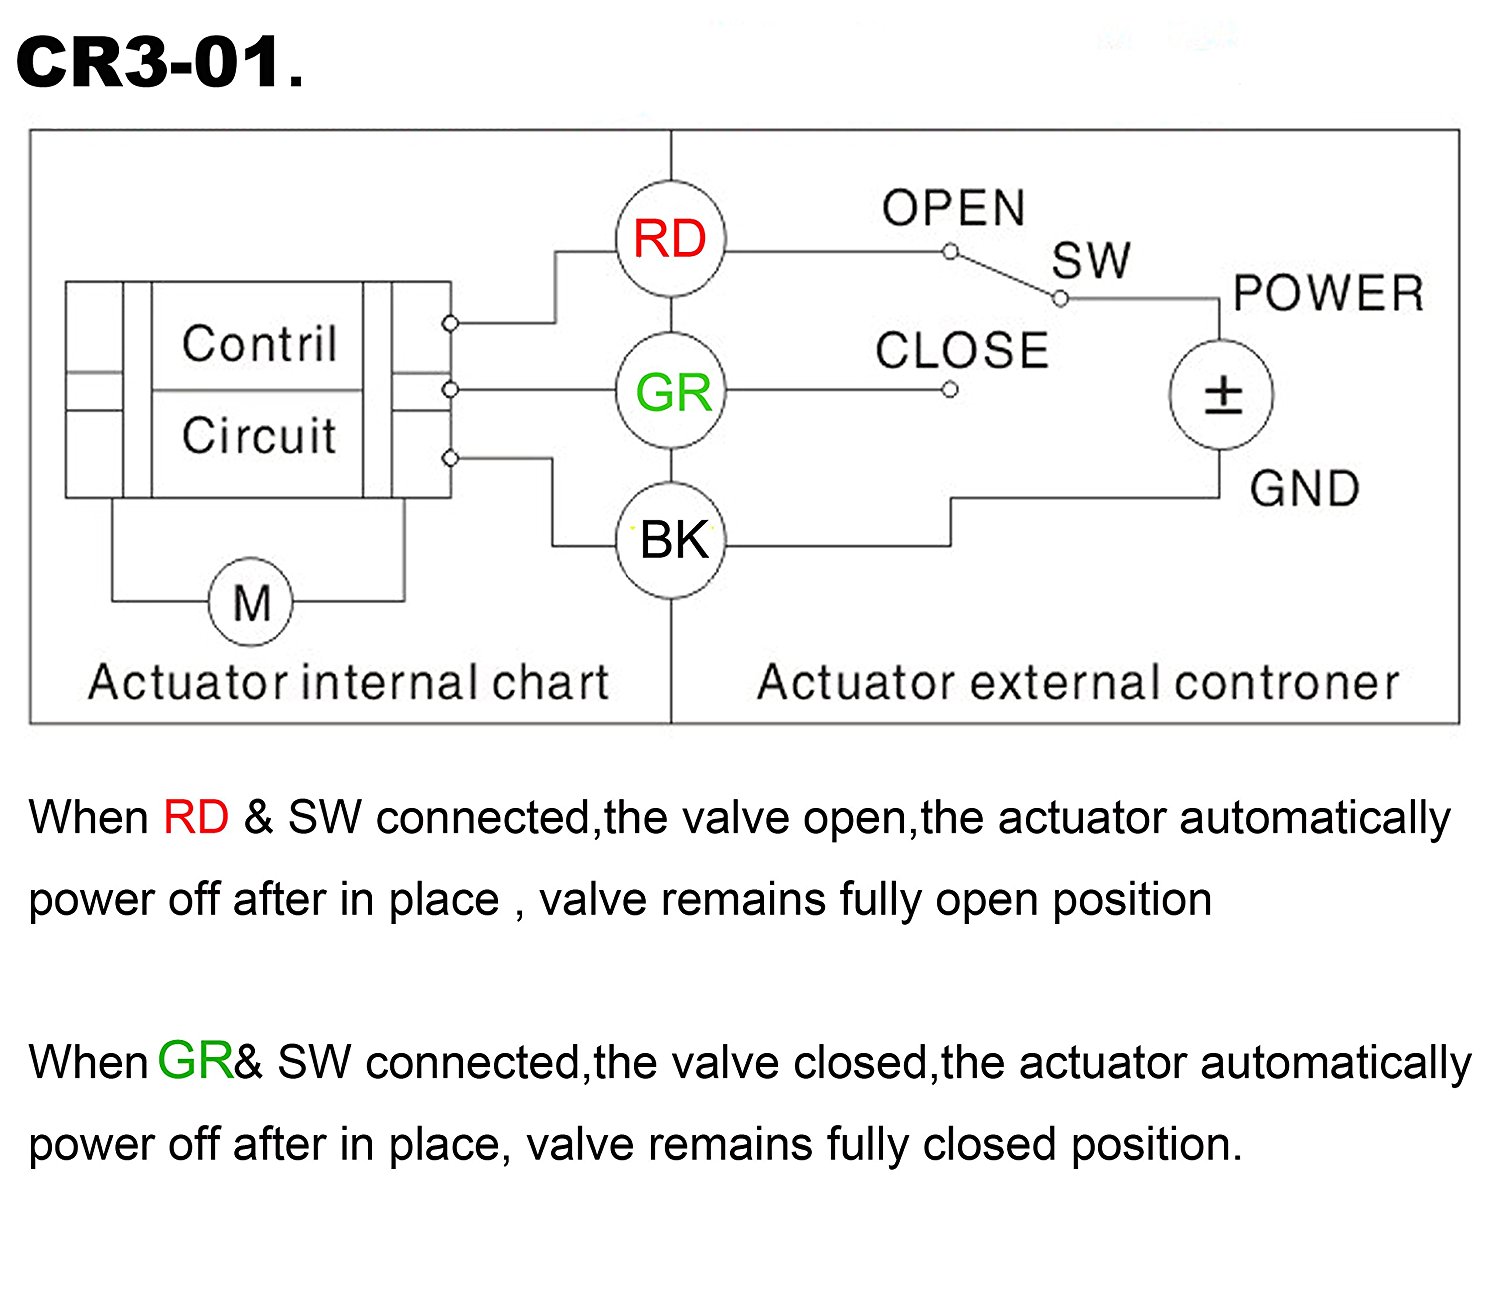 CR3-01.
OPEN
RD
SW
POWER
Contril
CLOSE
GR
±
Circuit
GND
BK
M
Actuator internal chart
Actuator external controner
When RD & SW connected,the valve open,the actuator automatically
power off after in place , valve remains fully open position
When GR& SW connected,the valve closed,the actuator automatically
power off after in place, valve remains fully closed position.